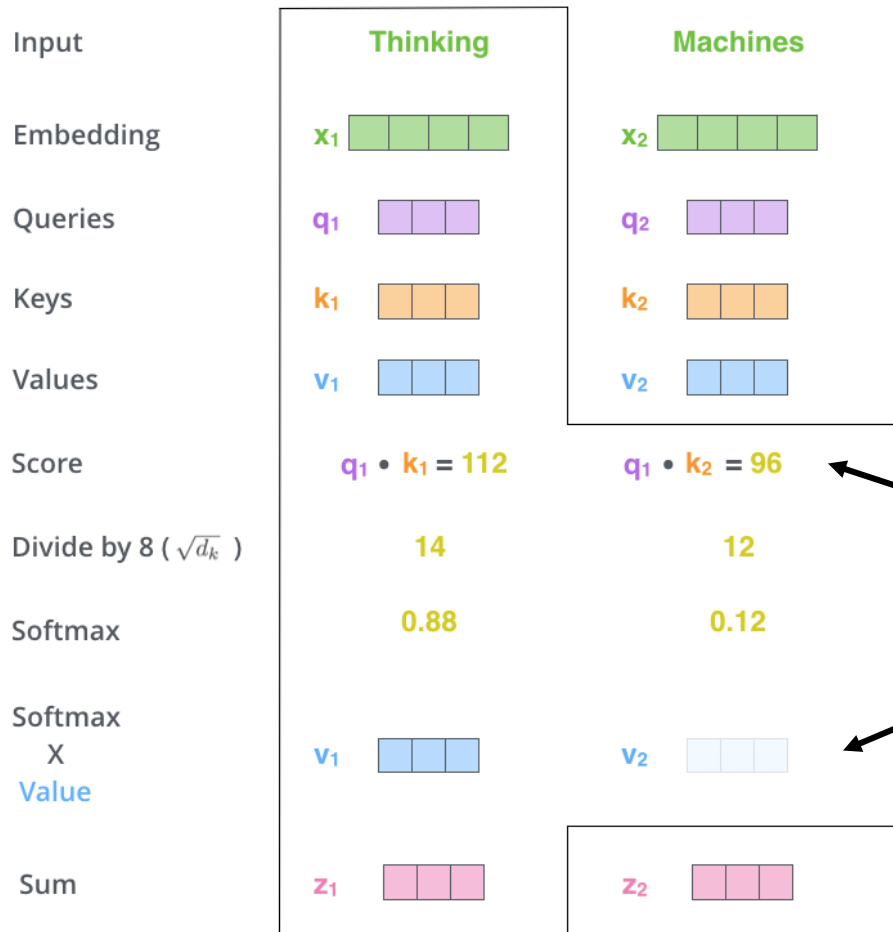 Input Thinking Machines
Embedding x₁ x₂
Queries q₁ q₂
Keys k₁ k₂
Values v₁ v₂
Score q₁ • k₁ = 112 q₁ • k₂ = 96
Divide by 8 ( √dₖ ) 14 12
Softmax 0.88 0.12
Softmax
X v₁ v₂
Value
Sum z₁ z₂